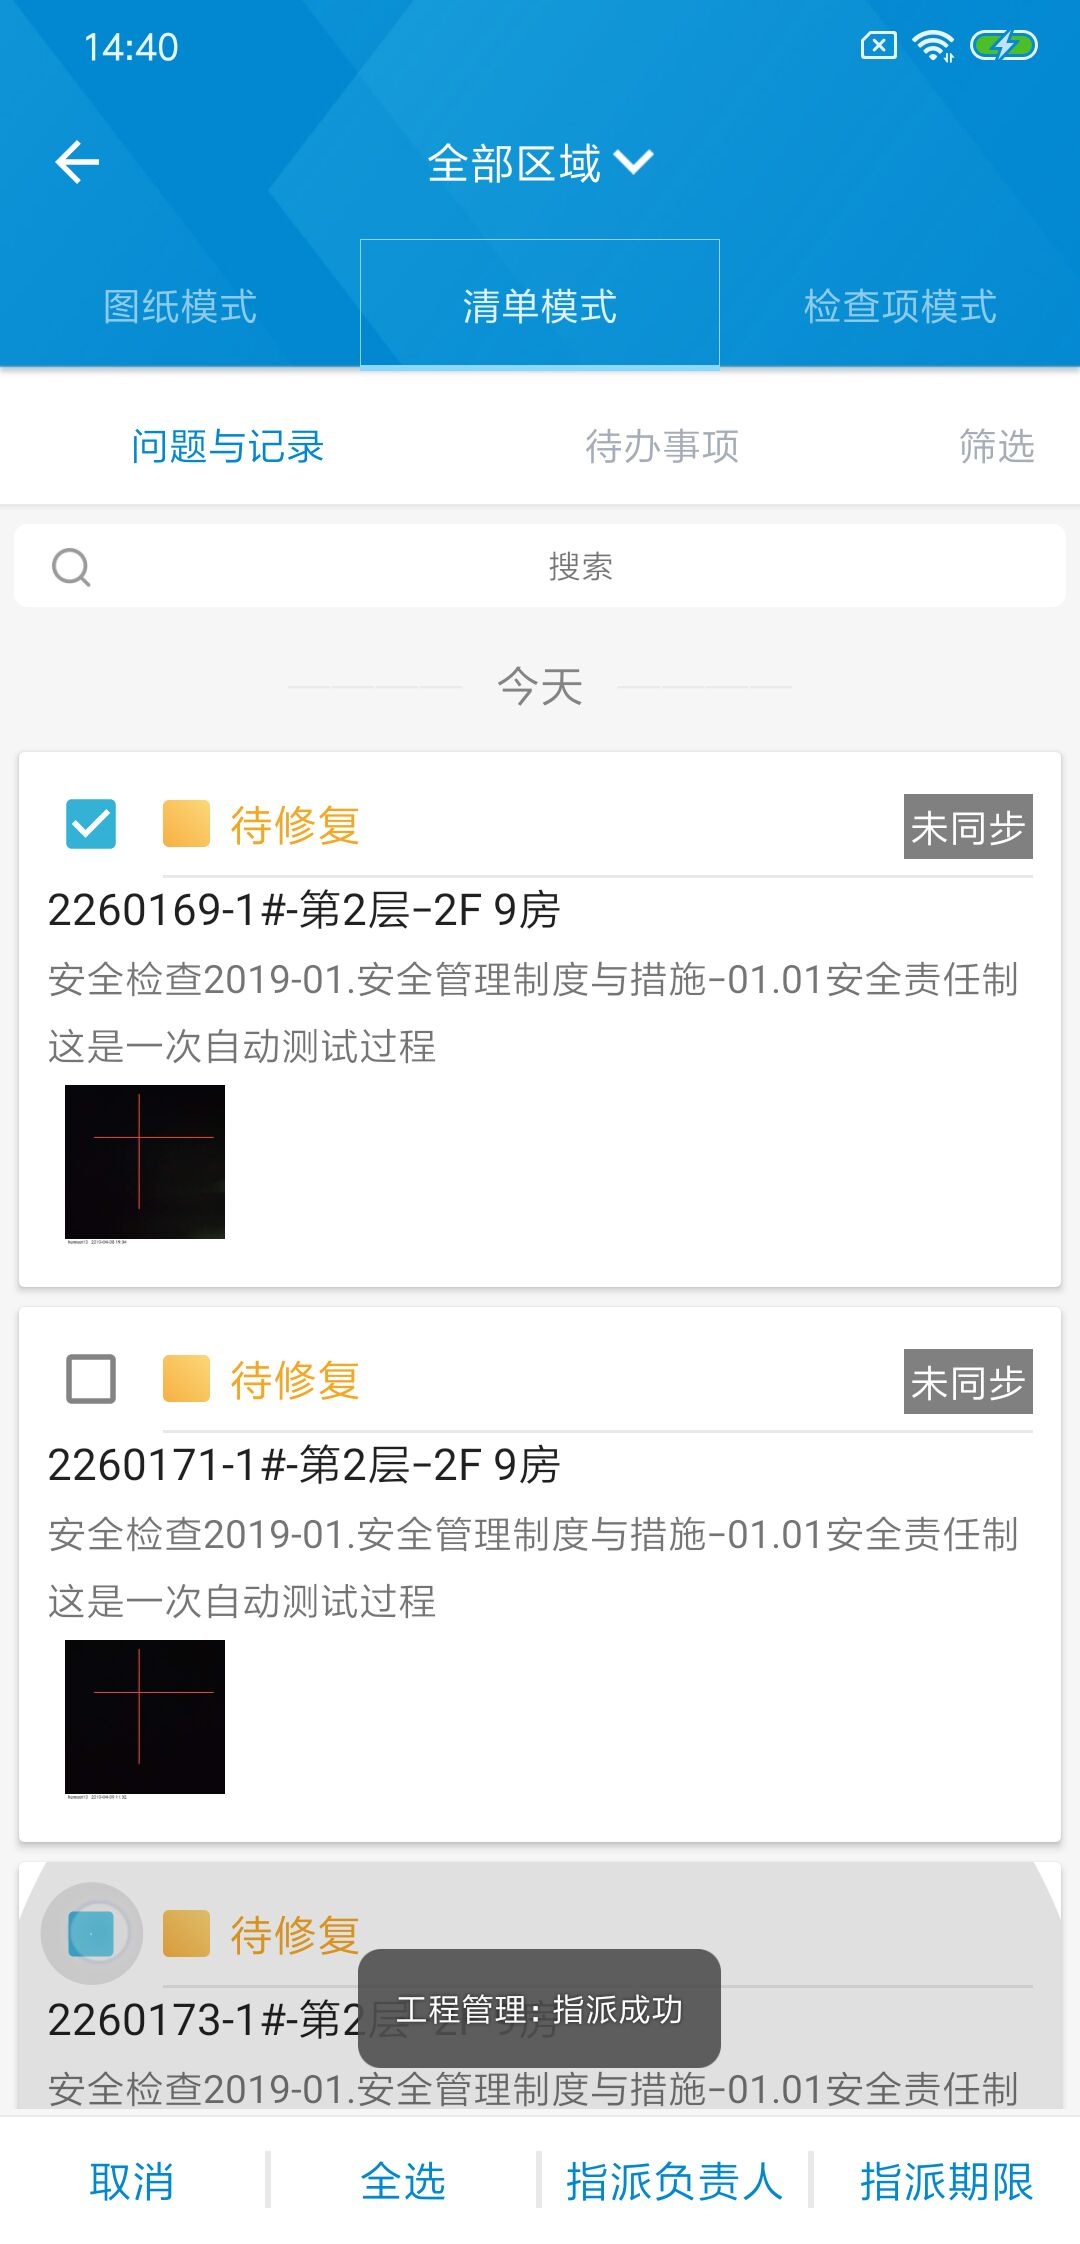 14:40
全部区域
图纸模式
清单模式
检查项模式
问题与记录
待办事项
筛选
搜索
今天
待修复
未同步
2260169-1#-第2层-2F 9房
安全检查2019-01.安全管理制度与措施-01.01安全责任制
这是一次自动测试过程
待修复
未同步
2260171-1#-第2层-2F 9房
安全检查2019-01.安全管理制度与措施-01.01安全责任制
这是一次自动测试过程
待修复
2260173-1#-第2层-2F 9房
工程管理: 指派成功
安全检查2019-01.安全管理制度与措施-01.01安全责任制
取消
全选
指派负责人
指派期限